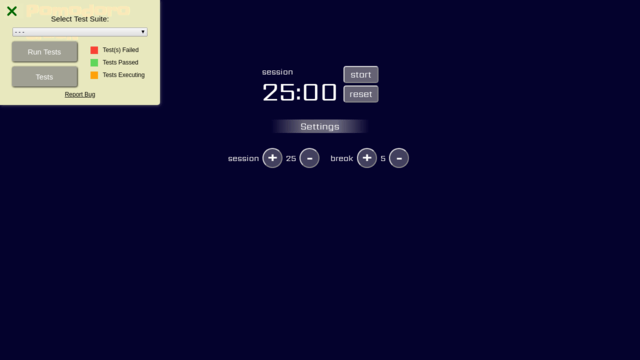 Pomodoro
Select Test Suite:
- - -
Run Tests
Tests
Test(s) Failed
Tests Passed
Tests Executing
Report Bug
session
25:00
start
reset
Settings
session + 25 - break + 5 -